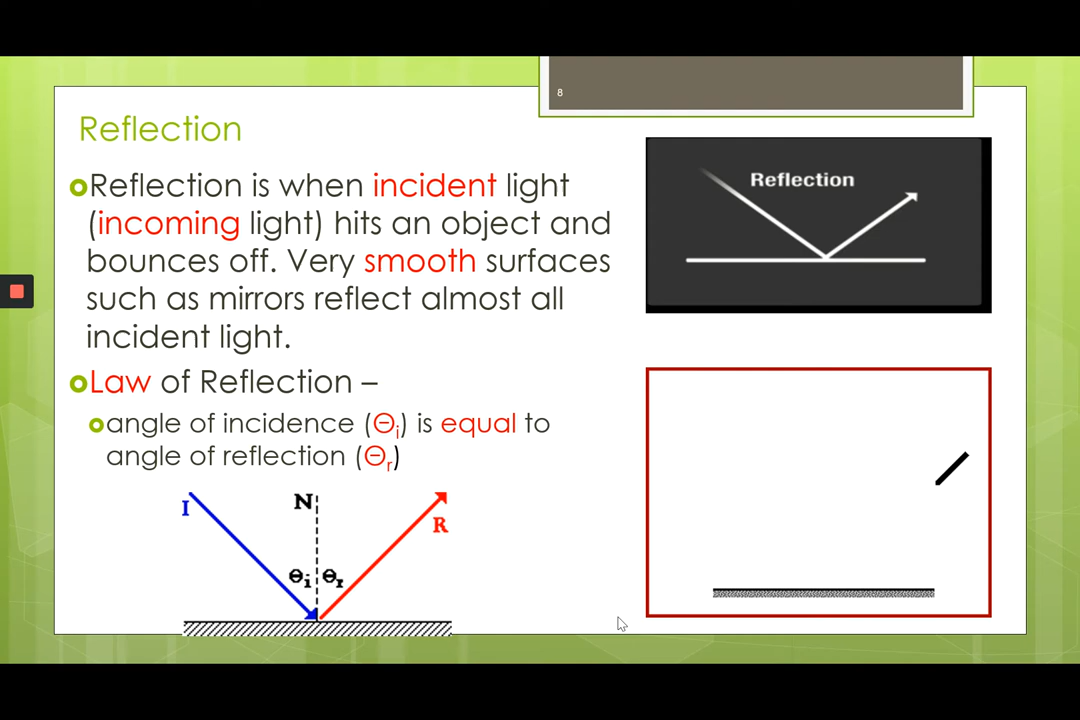 8
Reflection
Reflection is when incident light
(incoming light) hits an object and
bounces off. Very smooth surfaces
such as mirrors reflect almost all
incident light.
Law of Reflection –
angle of incidence (Θi) is equal to
angle of reflection (Θr)
I N R
Θi Θr
Reflection